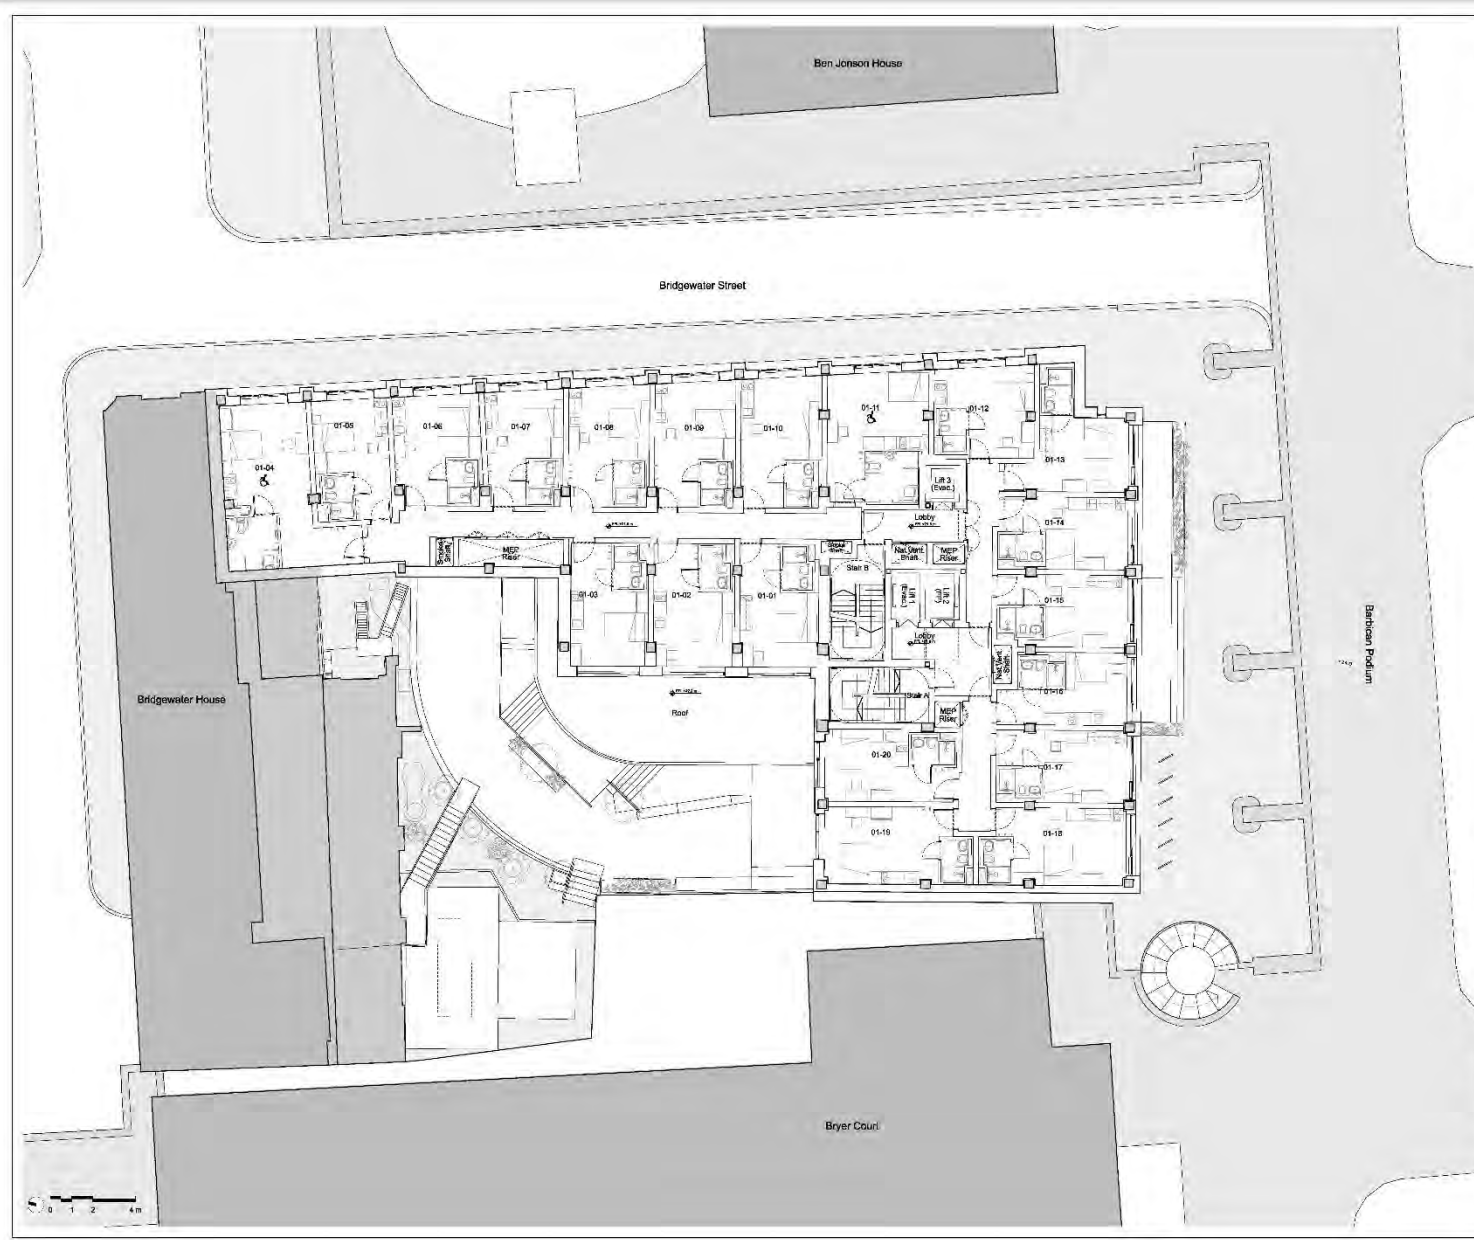 Ben Jonson House
Bridgewater Street
01-04
01-05
01-06
01-07
01-08
01-09
01-10
01-11
01-12
01-13
Lift 3
(Evac.)
Lobby
01-14
Smoke
Shaft
MEP
Riser
Nat.Vent.
Shaft
MEP
Riser
Stair B
01-03
01-02
01-01
Lift 1
(Evac.)
Lift 2
(FF)
01-15
Lobby
Nat.Vent.
Shaft
Barbican Podium
Bridgewater House
Roof
Stair A
MEP
Riser
01-16
01-20
01-17
01-19
01-18
Bryer Court
0 1 2 4m